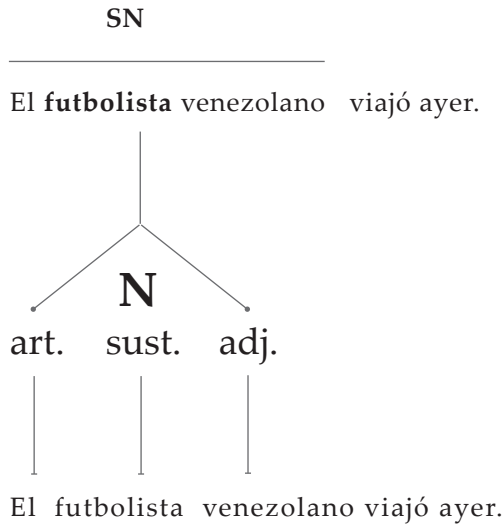 SN
El futbolista venezolano viajó ayer.
N
art. sust. adj.
El futbolista venezolano viajó ayer.